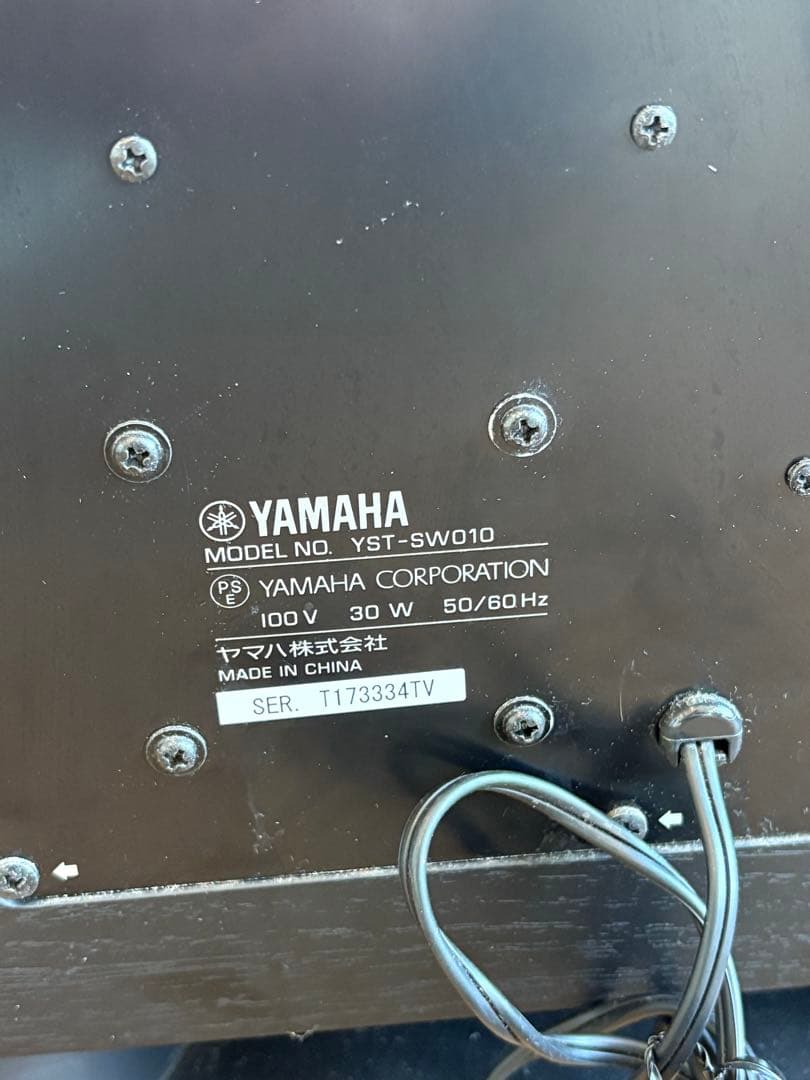 YAMAHA
MODEL NO. YST-SW010
PSE YAMAHA CORPORATION
100V 30W 50/60Hz
ヤマハ株式会社
MADE IN CHINA
SER. T173334TV